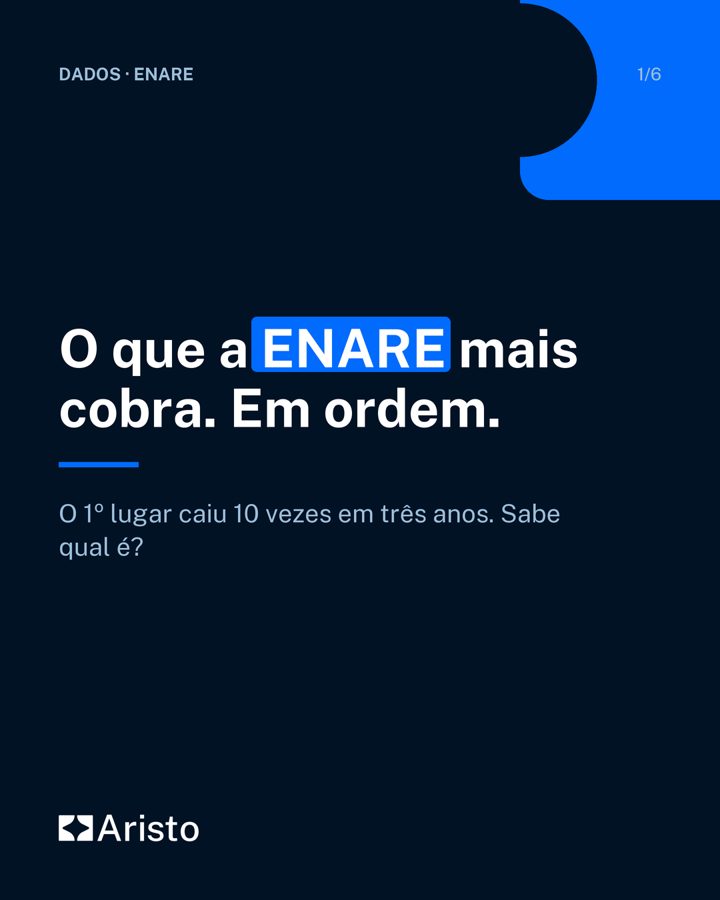 DADOS · ENARE
1/6
O que a ENARE mais
cobra. Em ordem.
O 1º lugar caiu 10 vezes em três anos. Sabe
qual é?
Aristo